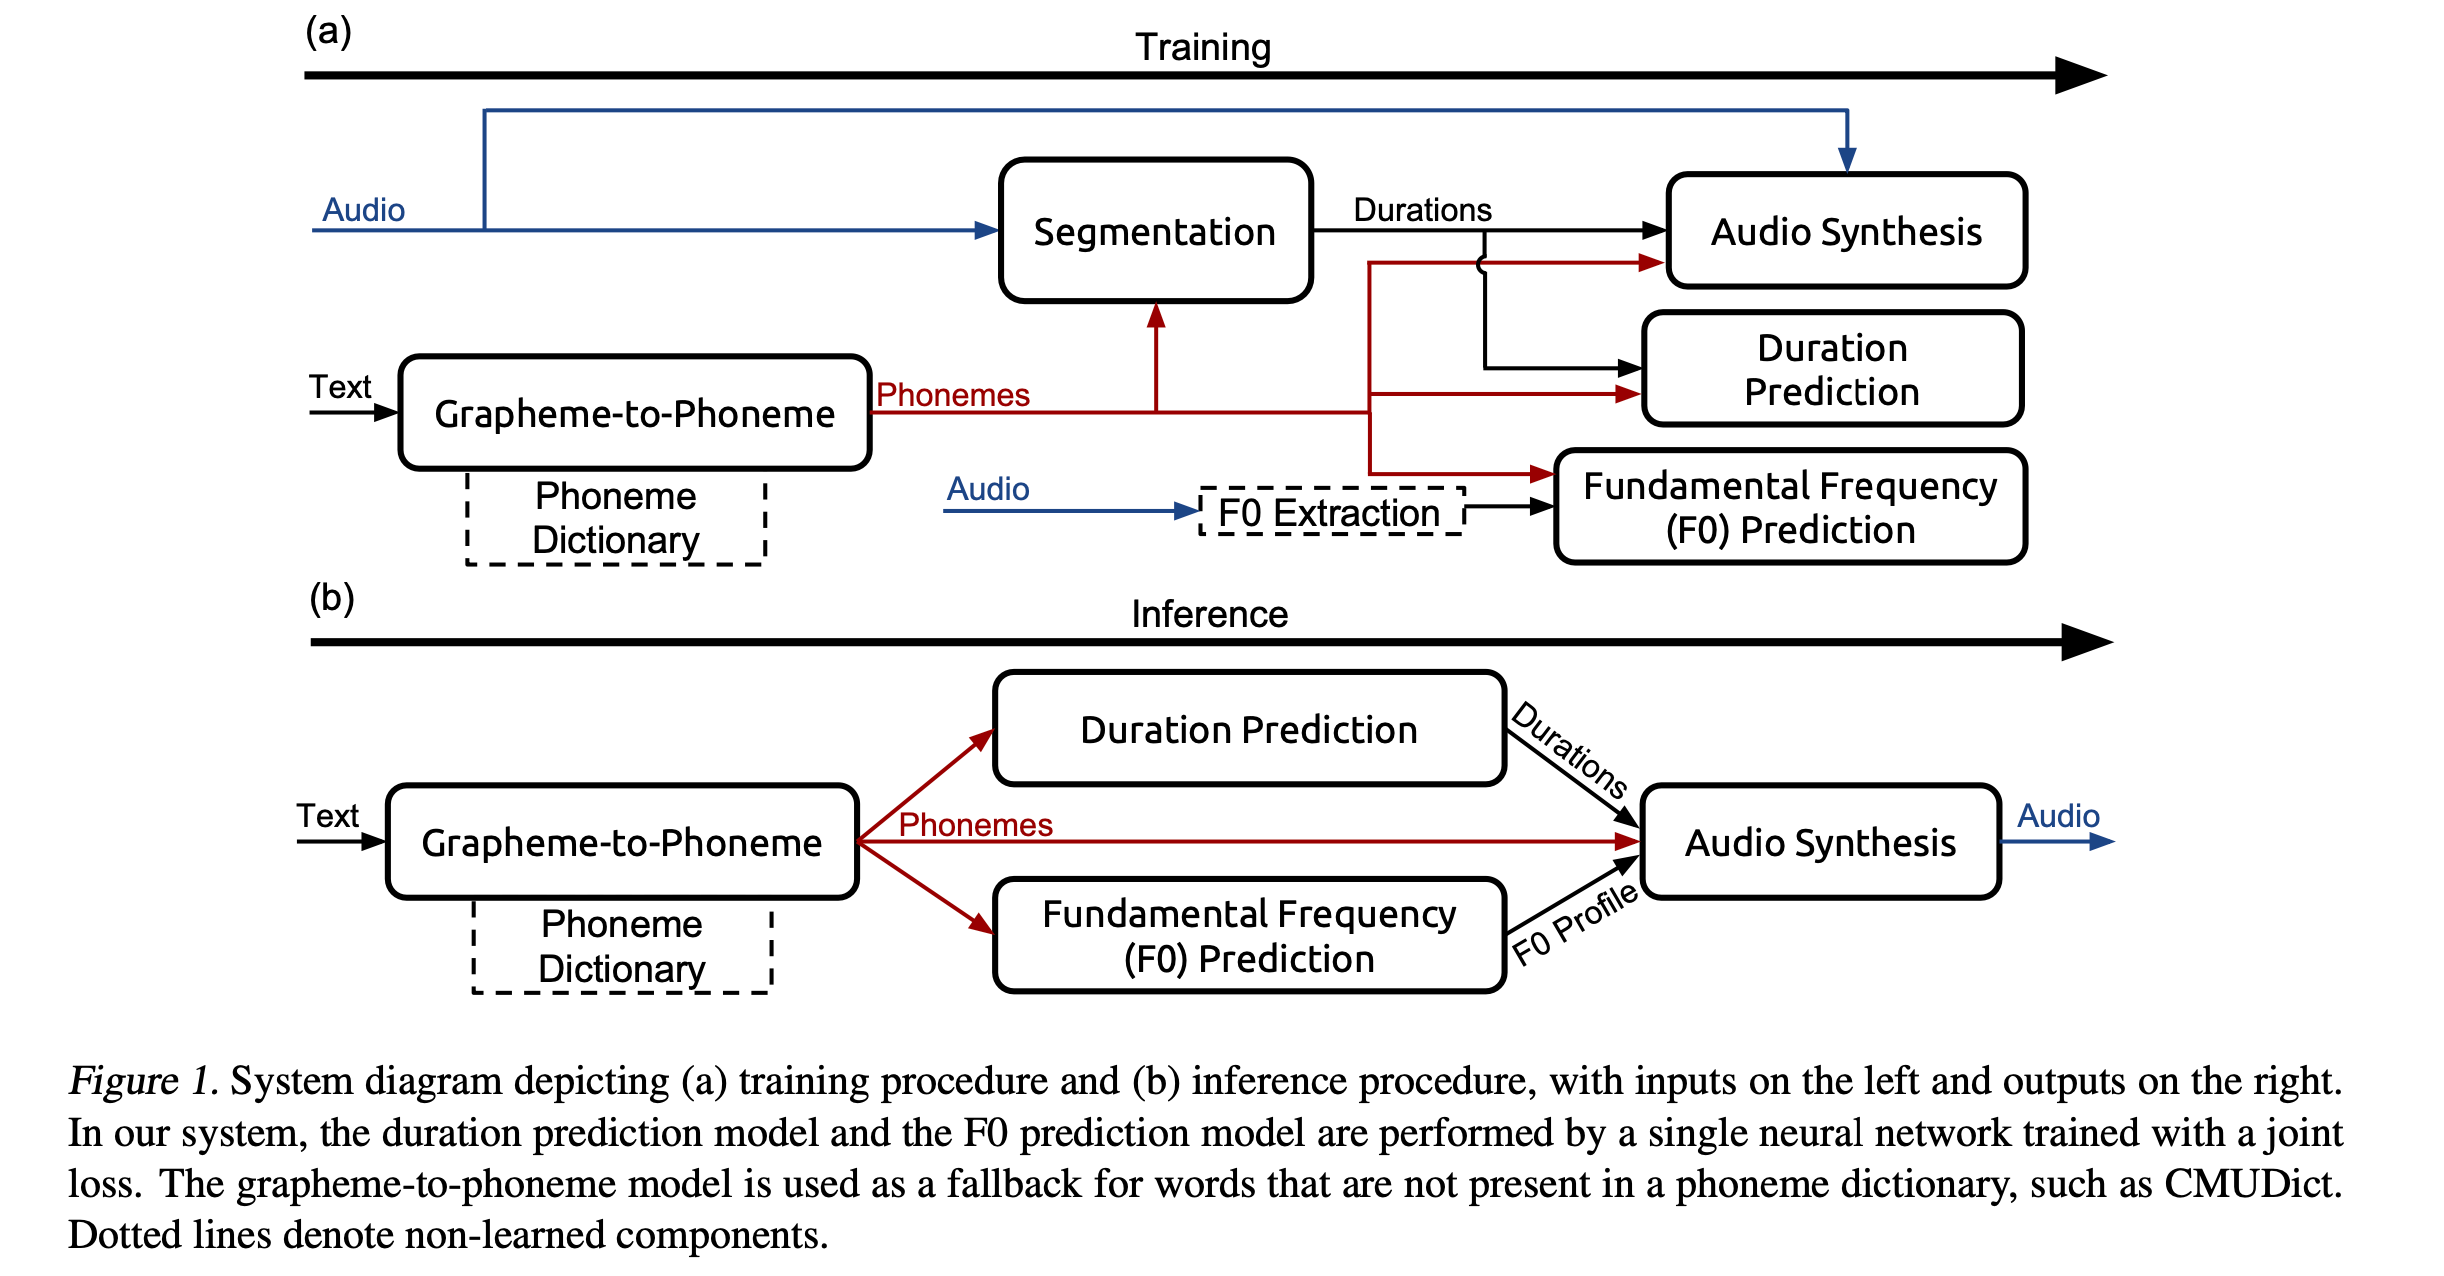 (a)
Training
Audio
Segmentation
Durations
Audio Synthesis
Duration
Prediction
Text
Grapheme-to-Phoneme
Phonemes
Phoneme
Dictionary
Audio
F0 Extraction
Fundamental Frequency
(F0) Prediction
(b)
Inference
Duration Prediction
Durations
Text
Grapheme-to-Phoneme
Phonemes
Audio Synthesis
Audio
Phoneme
Dictionary
Fundamental Frequency
(F0) Prediction
F0 Profile
Figure 1. System diagram depicting (a) training procedure and (b) inference procedure, with inputs on the left and outputs on the right.
In our system, the duration prediction model and the F0 prediction model are performed by a single neural network trained with a joint
loss. The grapheme-to-phoneme model is used as a fallback for words that are not present in a phoneme dictionary, such as CMUDict.
Dotted lines denote non-learned components.